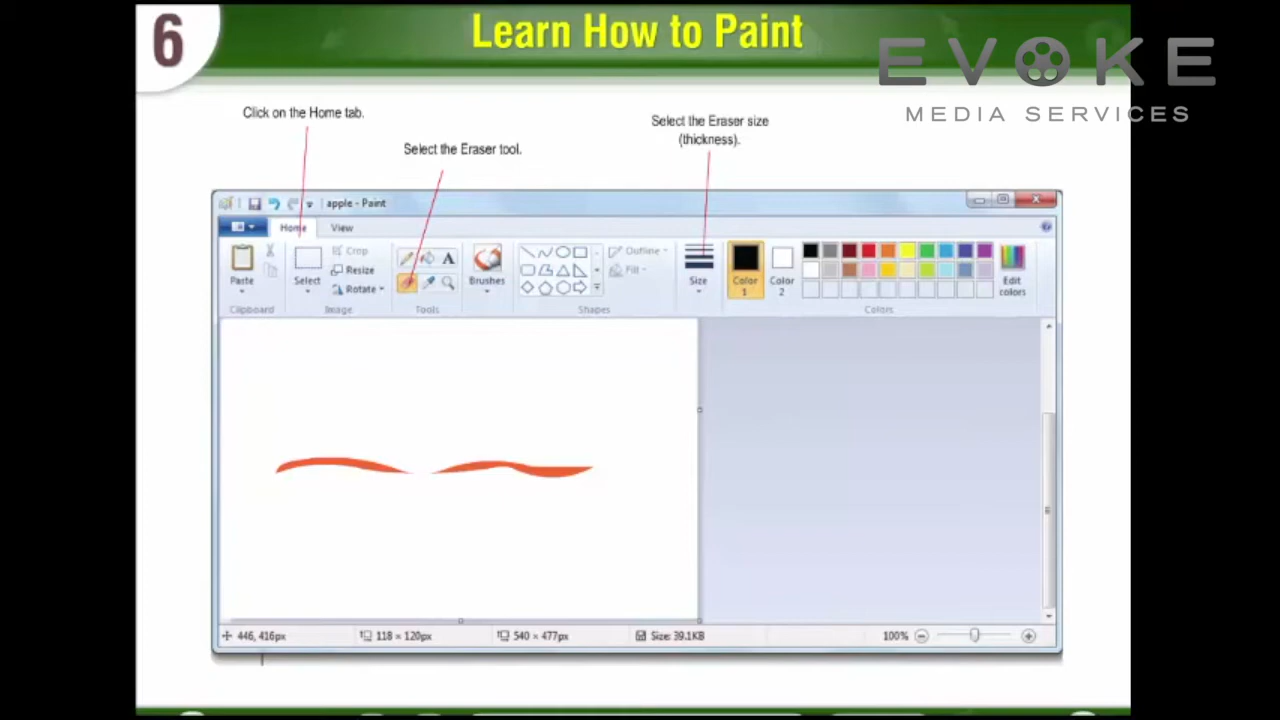 6
Learn How to Paint
EVOKE
MEDIA SERVICES
Click on the Home tab.
Select the Eraser size
(thickness).
Select the Eraser tool.
apple - Paint
Home
View
Paste
Select
Crop
Resize
Rotate
A
Brushes
Outline
Fill
Size
Color
1
Color
2
Edit
colors
Clipboard
Image
Tools
Shapes
Colors
446, 416px
118 × 120px
540 × 477px
Size: 39.1KB
100%